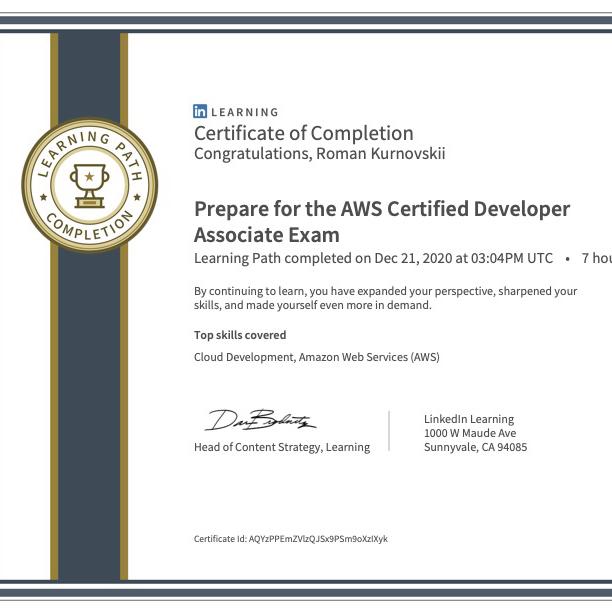 LEARNING PATH
COMPLETION
in LEARNING
Certificate of Completion
Congratulations, Roman Kurnovskii
Prepare for the AWS Certified Developer
Associate Exam
Learning Path completed on Dec 21, 2020 at 03:04PM UTC • 7 hou
By continuing to learn, you have expanded your perspective, sharpened your
skills, and made yourself even more in demand.
Top skills covered
Cloud Development, Amazon Web Services (AWS)
Head of Content Strategy, Learning
LinkedIn Learning
1000 W Maude Ave
Sunnyvale, CA 94085
Certificate Id: AQYzPPEmZVlzQJSx9PSm9oXzIXyk